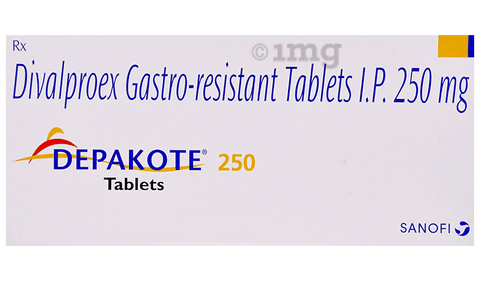 ©1mg
Rx
Divalproex Gastro-resistant Tablets I.P. 250 mg
DEPAKOTE® 250
Tablets
SANOFI